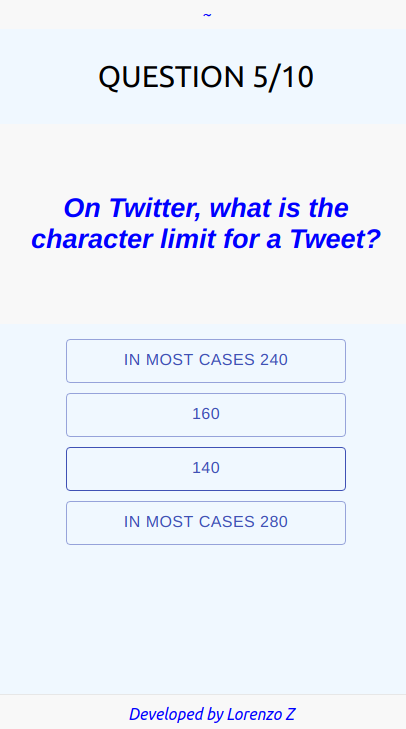 ~
QUESTION 5/10
On Twitter, what is the
character limit for a Tweet?
IN MOST CASES 240
160
140
IN MOST CASES 280
Developed by Lorenzo Z